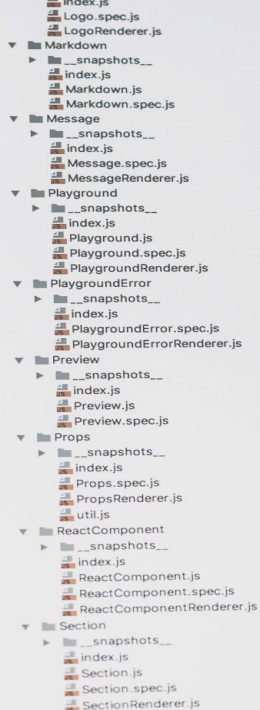 index.js
Logo.spec.js
LogoRenderer.js
Markdown
__snapshots__
index.js
Markdown.js
Markdown.spec.js
Message
__snapshots__
index.js
Message.spec.js
MessageRenderer.js
Playground
__snapshots__
index.js
Playground.js
Playground.spec.js
PlaygroundRenderer.js
PlaygroundError
__snapshots__
index.js
PlaygroundError.spec.js
PlaygroundErrorRenderer.js
Preview
__snapshots__
index.js
Preview.js
Preview.spec.js
Props
__snapshots__
index.js
Props.spec.js
PropsRenderer.js
util.js
ReactComponent
__snapshots__
index.js
ReactComponent.js
ReactComponent.spec.js
ReactComponentRenderer.js
Section
__snapshots__
index.js
Section.js
Section.spec.js
SectionRenderer.js